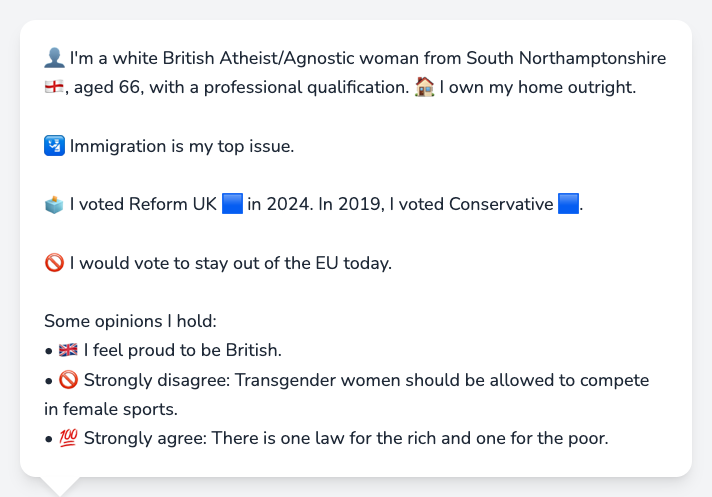 👤 I'm a white British Atheist/Agnostic woman from South Northamptonshire
🏴󠁧󠁢󠁥󠁮󠁧󠁿, aged 66, with a professional qualification. 🏠 I own my home outright.
🛂 Immigration is my top issue.
🗳️ I voted Reform UK 🟦 in 2024. In 2019, I voted Conservative 🟦.
🚫 I would vote to stay out of the EU today.
Some opinions I hold:
• 🇬🇧 I feel proud to be British.
• 🚫 Strongly disagree: Transgender women should be allowed to compete
in female sports.
• 💯 Strongly agree: There is one law for the rich and one for the poor.